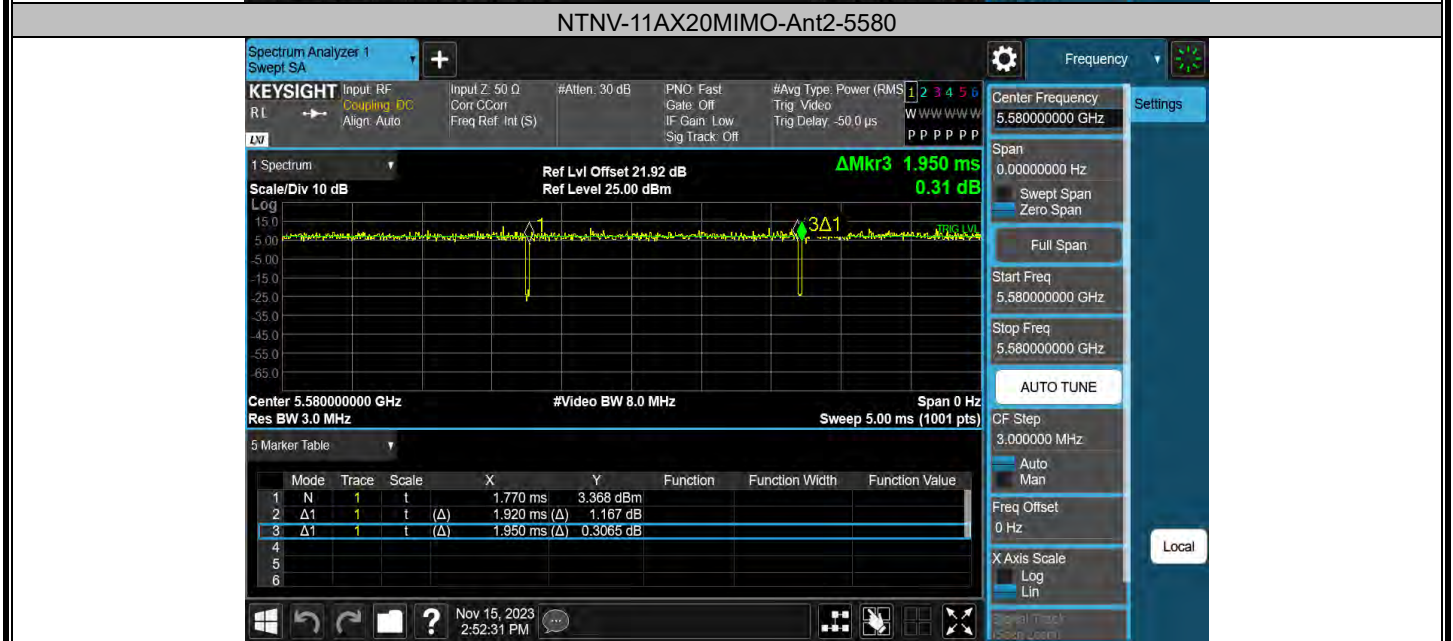 NTNV-11AX20MIMO-Ant2-5580
Spectrum Analyzer 1
Swept SA
+
Frequency
KEYSIGHT
RL
LXI
Input: RF
Coupling: DC
Align: Auto
Input Z: 50 Ω
Corr CCorr
Freq Ref: Int (S)
#Atten: 30 dB
PNO: Fast
Gate: Off
IF Gain: Low
Sig Track: Off
#Avg Type: Power (RMS
Trig: Video
Trig Delay: -50.0 µs
1 2 3 4 5 6
W W W W W W
P P P P P P
Center Frequency
5.580000000 GHz
Settings
1 Spectrum
Scale/Div 10 dB
Ref Lvl Offset 21.92 dB
Ref Level 25.00 dBm
ΔMkr3 1.950 ms
0.31 dB
Log
15.0
5.00
-5.00
-15.0
-25.0
-35.0
-45.0
-55.0
-65.0
1
3Δ1
TRIG LVL
Center 5.580000000 GHz
Res BW 3.0 MHz
#Video BW 8.0 MHz
Span 0 Hz
Sweep 5.00 ms (1001 pts)
Span
0.00000000 Hz
Swept Span
Zero Span
Full Span
Start Freq
5.580000000 GHz
Stop Freq
5.580000000 GHz
AUTO TUNE
CF Step
3.000000 MHz
Auto
Man
Freq Offset
0 Hz
X Axis Scale
Log
Lin
Local
5 Marker Table
Mode Trace Scale X Y Function Function Width Function Value
1 N 1 t 1.770 ms 3.368 dBm
2 Δ1 1 t (Δ) 1.920 ms (Δ) 1.167 dB
3 Δ1 1 t (Δ) 1.950 ms (Δ) 0.3065 dB
4
5
6
?
Nov 15, 2023
2:52:31 PM
Signal Track
(Span Zoom)